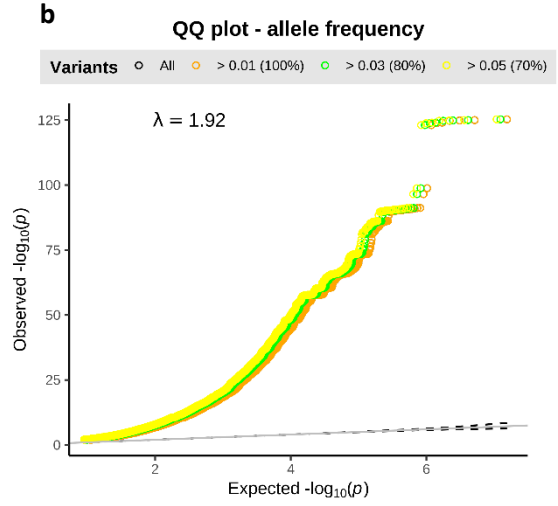 b
QQ plot - allele frequency
Variants All > 0.01 (100%) > 0.03 (80%) > 0.05 (70%)
λ = 1.92
125
100
75
50
25
0
Observed -log10(p)
2 4 6
Expected -log10(p)